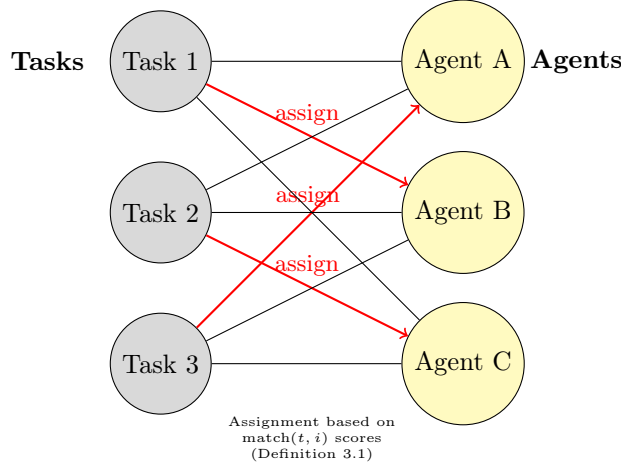 Tasks
Task 1
Agent A
Agents
assign
Task 2
assign
Agent B
assign
Task 3
Agent C
Assignment based on
match(t, i) scores
(Definition 3.1)